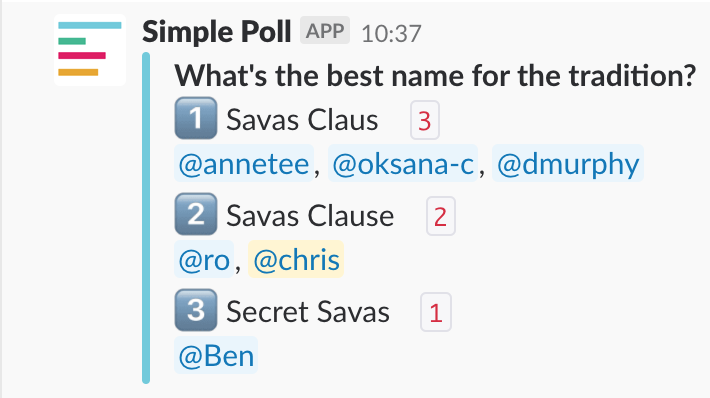 Simple Poll APP 10:37
What's the best name for the tradition?
1 Savas Claus 3
@annetee, @oksana-c, @dmurphy
2 Savas Clause 2
@ro, @chris
3 Secret Savas 1
@Ben